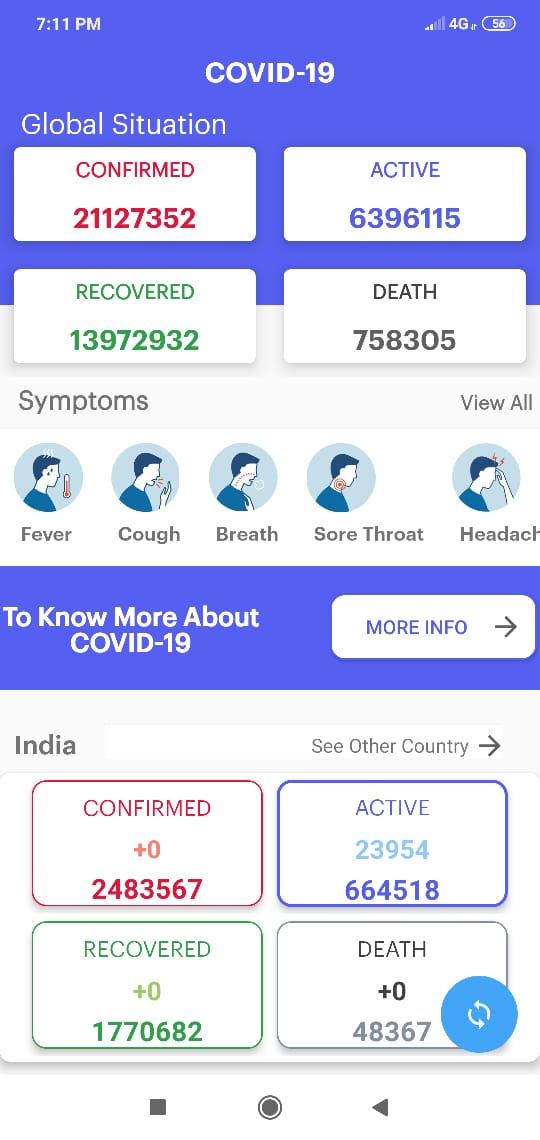 7:11 PM
4G
56
COVID-19
Global Situation
CONFIRMED
21127352
ACTIVE
6396115
RECOVERED
13972932
DEATH
758305
Symptoms
View All
Fever
Cough
Breath
Sore Throat
Headach
To Know More About
COVID-19
MORE INFO
India
See Other Country
CONFIRMED
+0
2483567
ACTIVE
23954
664518
RECOVERED
+0
1770682
DEATH
+0
48367